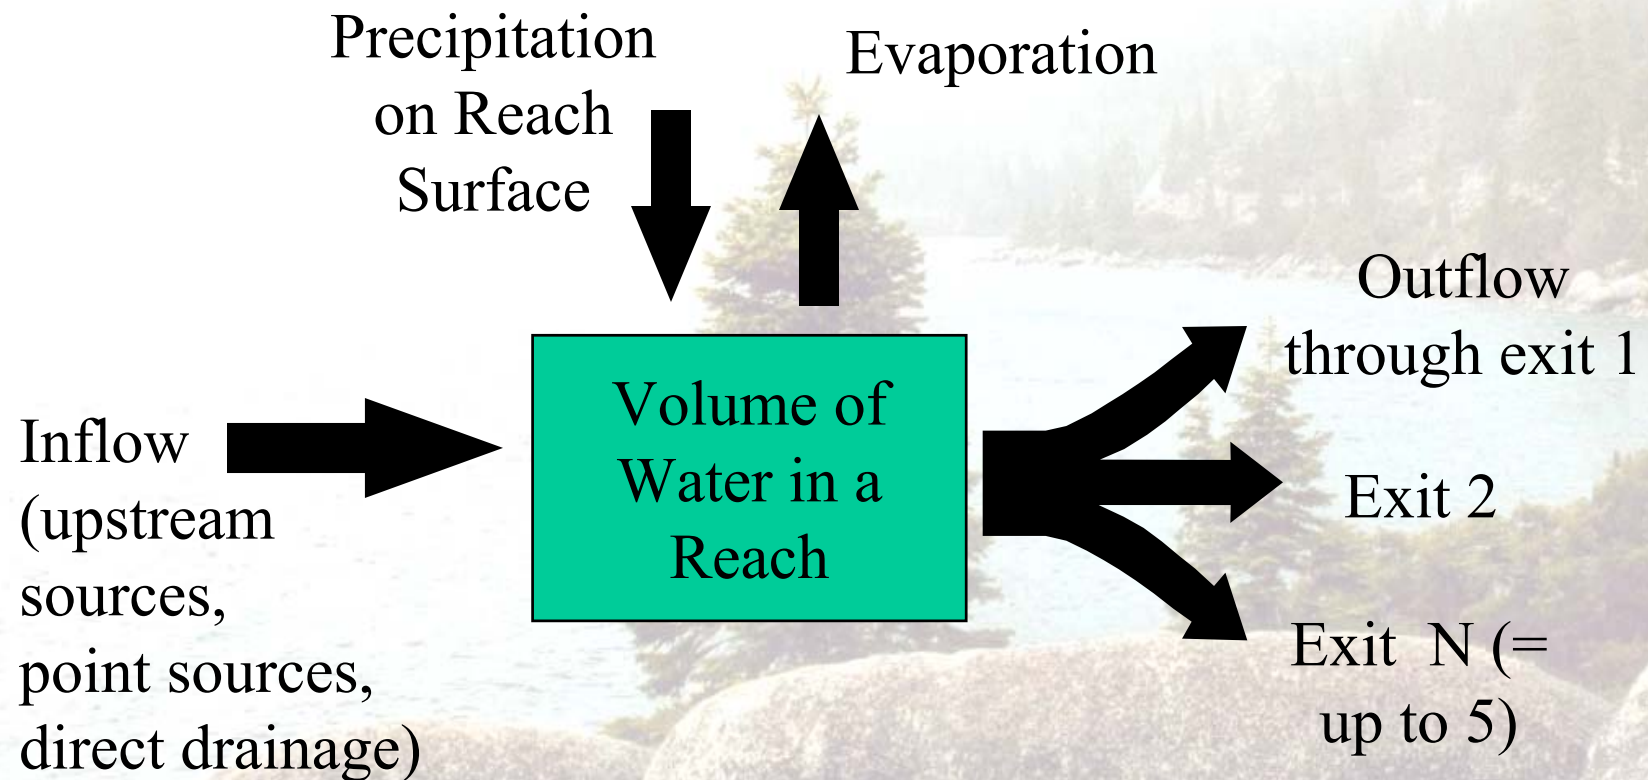 Precipitation
on Reach
Surface
Evaporation
Inflow
(upstream
sources,
point sources,
direct drainage)
Volume of
Water in a
Reach
Outflow
through exit 1
Exit 2
Exit N (=
up to 5)